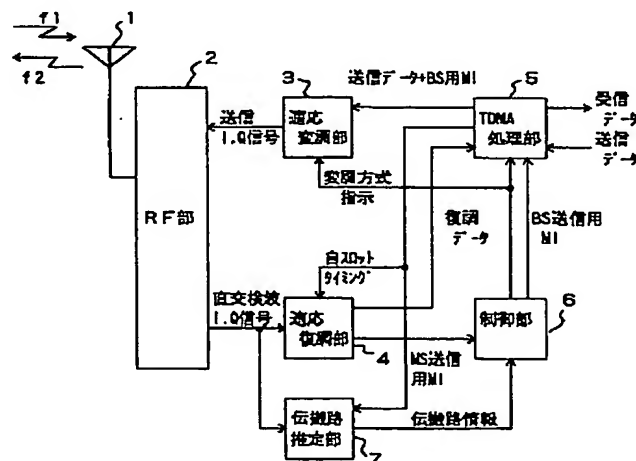 f1
f2
1
2
RF部
送信
I.Q信号
3
適応
変調部
送信データ+BS用MI
5
TDMA
処理部
受信
データ
送信
データ
変調方式
指示
復調
データ
BS送信用
MI
自スロット
タイミング
直交検波
I.Q信号
適応
復調部
4
MS送信
用MI
制御部
6
伝搬路
推定部
7
伝搬路情報